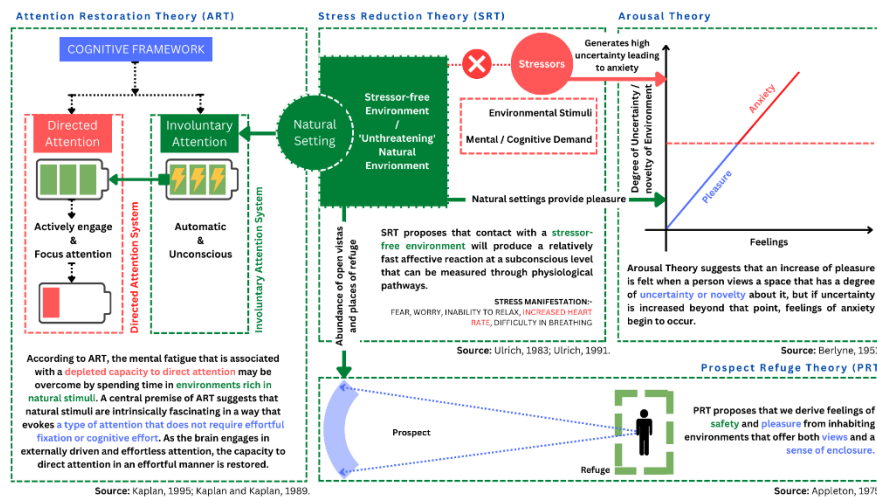 Attention Restoration Theory (ART)
COGNITIVE FRAMEWORK
Directed
Attention
Involuntary
Attention
Actively engage
&
Focus attention
Directed Attention System
Automatic
&
Unconscious
Involuntary Attention System
According to ART, the mental fatigue that is associated
with a depleted capacity to direct attention may be
overcome by spending time in environments rich in
natural stimuli. A central premise of ART suggests that
natural stimuli are intrinsically fascinating in a way that
evokes a type of attention that does not require effortful
fixation or cognitive effort. As the brain engages in
externally driven and effortless attention, the capacity to
direct attention in an effortful manner is restored.
Source: Kaplan, 1995; Kaplan and Kaplan, 1989.
Stress Reduction Theory (SRT)
Natural
Setting
Stressor-free
Environment
/
'Unthreatening'
Natural
Envrionment
Stressors
Environmental Stimuli
Mental / Cognitive Demand
Generates high
uncertainty leading
to anxiety
Natural settings provide pleasure
SRT proposes that contact with a stressor-
free environment will produce a relatively
fast affective reaction at a subconscious level
that can be measured through physiological
pathways.
STRESS MANIFESTATION:-
FEAR, WORRY, INABILITY TO RELAX, INCREASED HEART
RATE, DIFFICULTY IN BREATHING
Source: Ulrich, 1983; Ulrich, 1991.
Abundance of open vistas
and places of refuge
Arousal Theory
Degree of Uncertainty /
novelty of Environment
Anxiety
Pleasure
Feelings
Arousal Theory suggests that an increase of pleasure
is felt when a person views a space that has a degree
of uncertainty or novelty about it, but if uncertainty
is increased beyond that point, feelings of anxiety
begin to occur.
Source: Berlyne, 1951
Prospect Refuge Theory (PRT
Prospect
Refuge
PRT proposes that we derive feelings of
safety and pleasure from inhabiting
environments that offer both views and a
sense of enclosure.
Source: Appleton, 1975